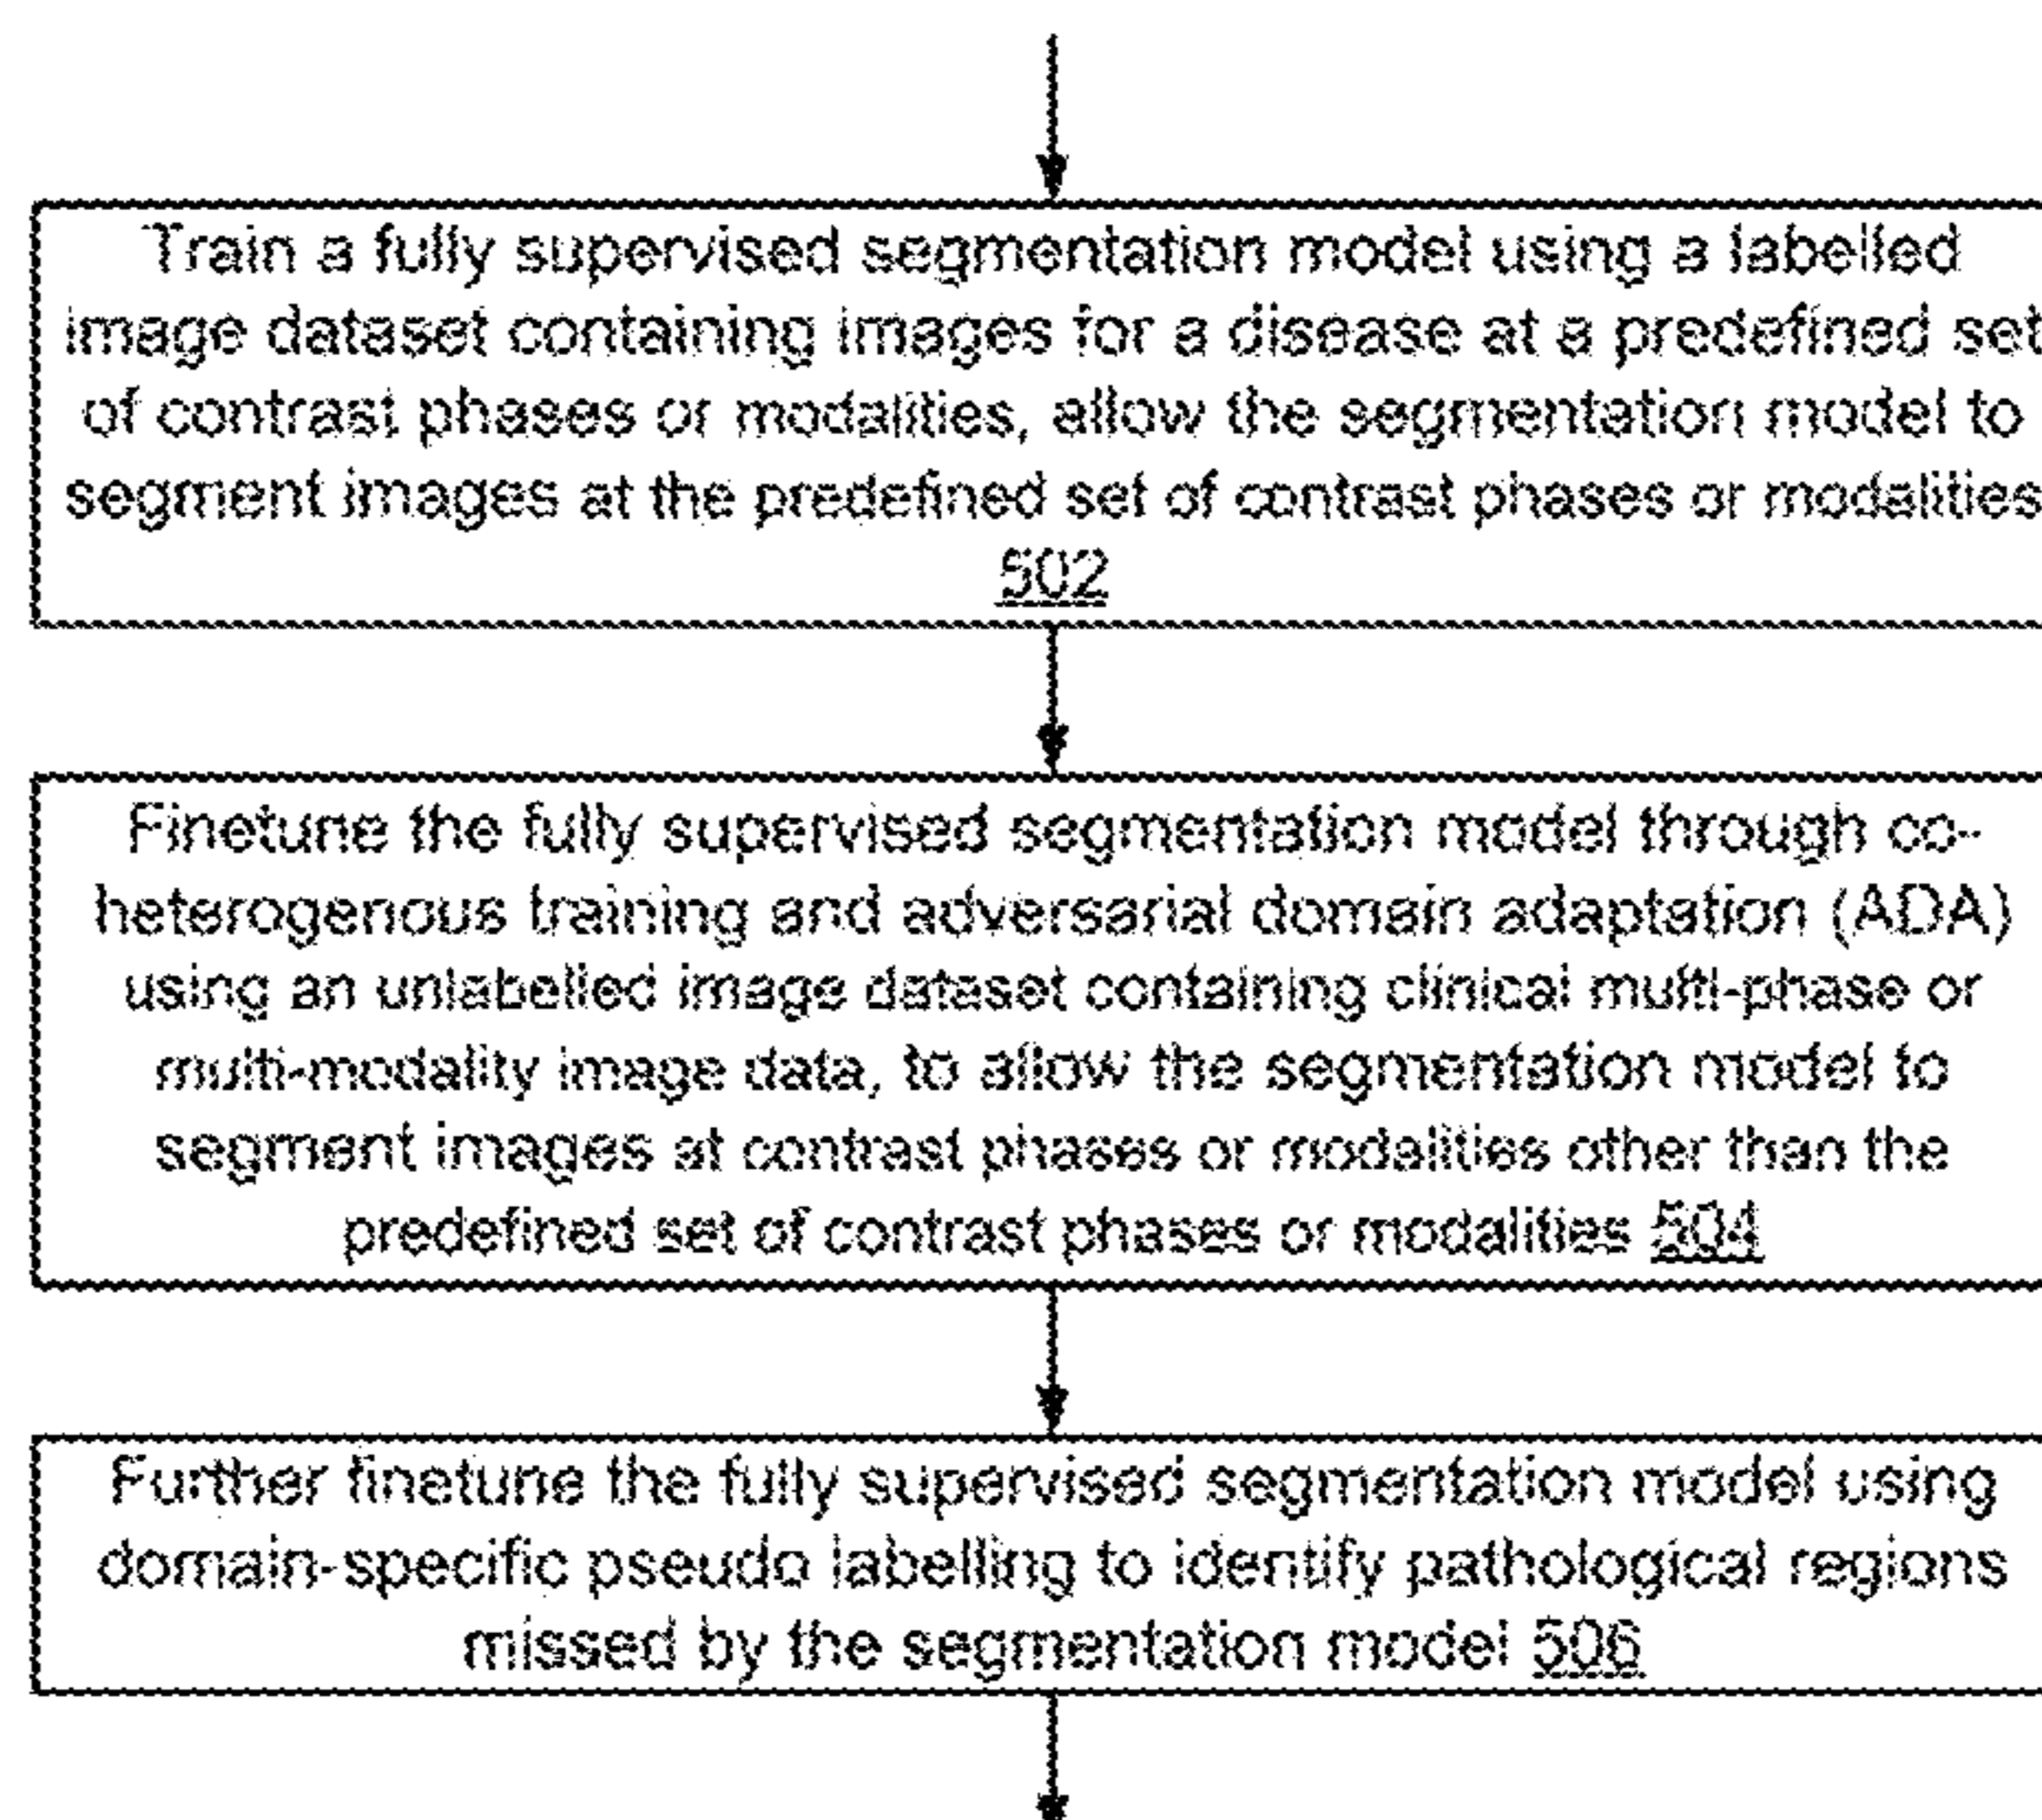 Train a fully supervised segmentation model using a labelled
image dataset containing images for a disease at a predefined set
of contrast phases or modalities, allow the segmentation model to
segment images at the predefined set of contrast phases or modalities
502
Finetune the fully supervised segmentation model through co-
heterogenous training and adversarial domain adaptation (ADA)
using an unlabelled image dataset containing clinical multi-phase or
multi-modality image data, to allow the segmentation model to
segment images at contrast phases or modalities other than the
predefined set of contrast phases or modalities 504
Further finetune the fully supervised segmentation model using
domain-specific pseudo labelling to identify pathological regions
missed by the segmentation model 506